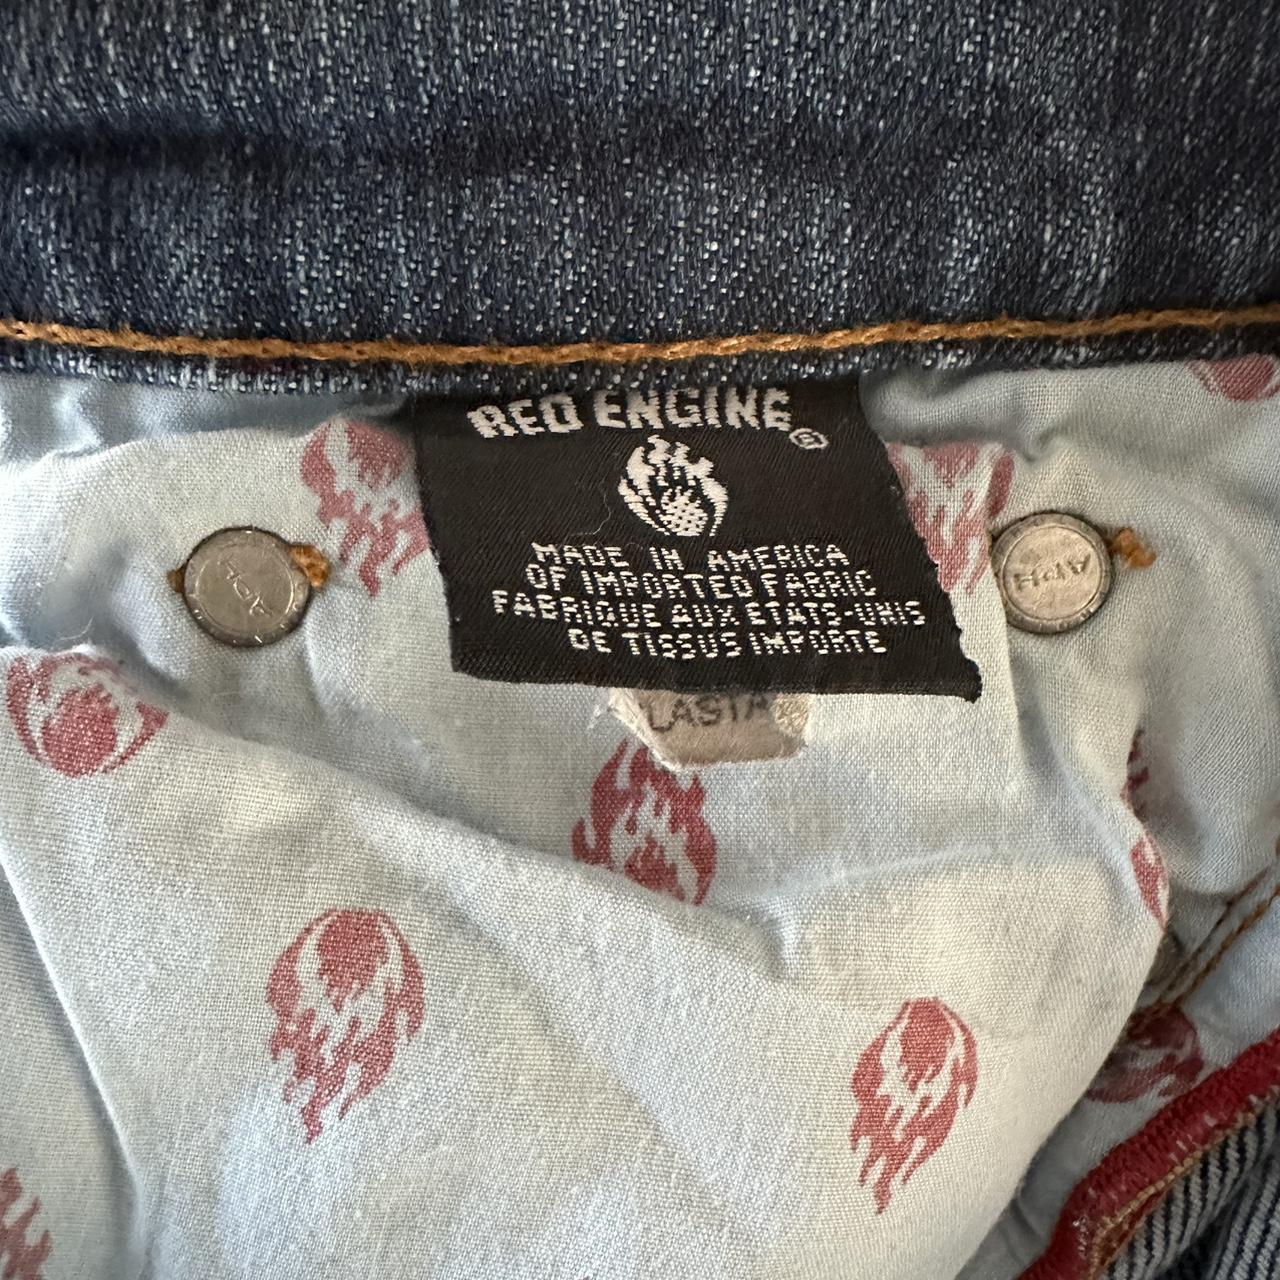 RED ENGINE
MADE IN AMERICA
OF IMPORTED FABRIC
FABRIQUE AUX ETATS-UNIS
DE TISSUS IMPORTE